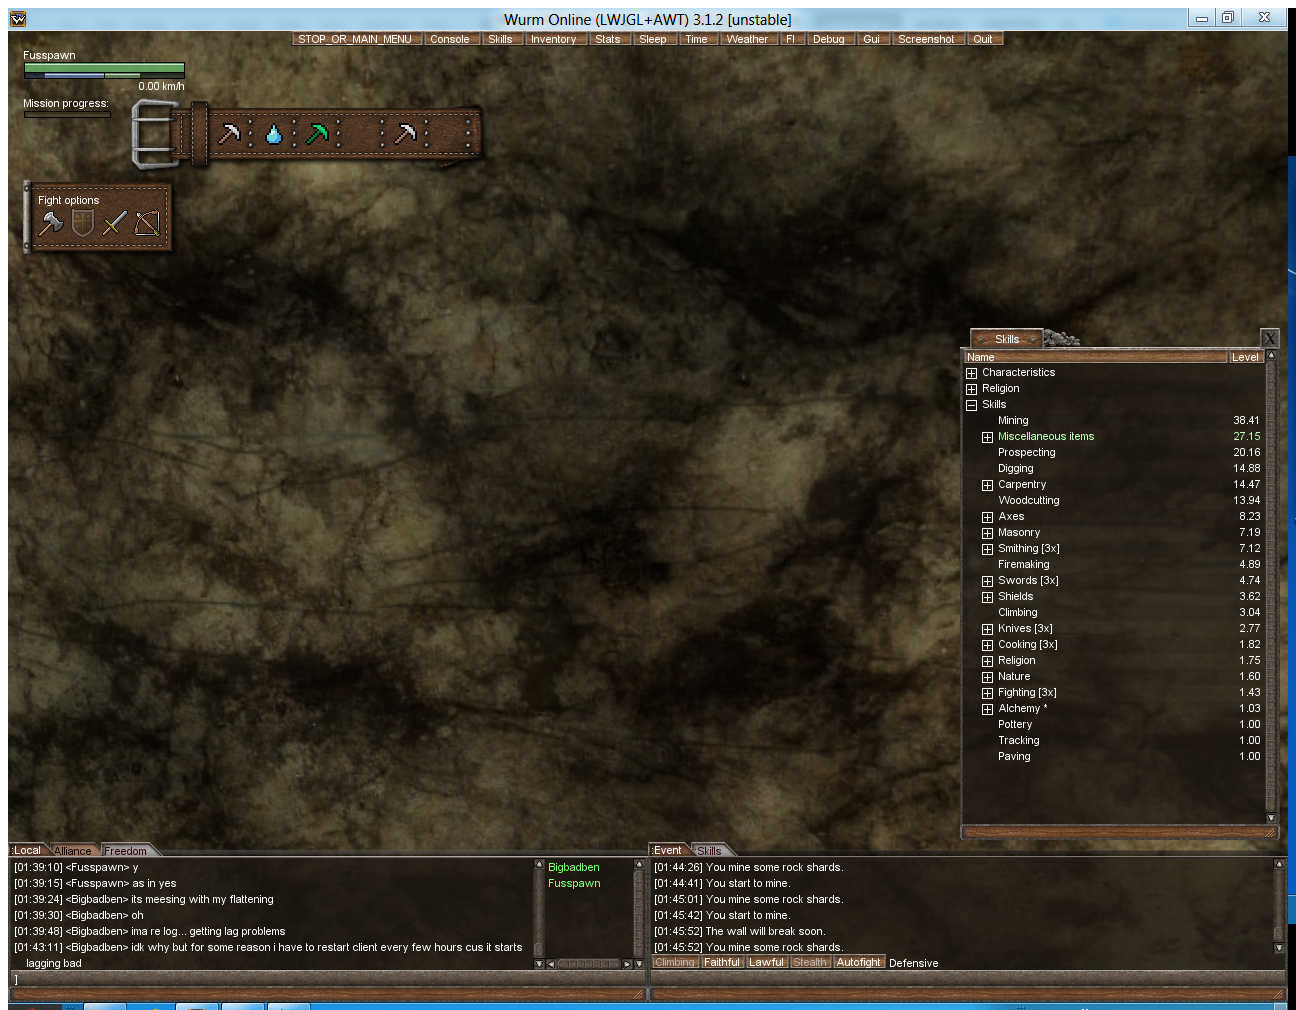 Wurm Online (LWJGL+AWT) 3.1.2 [unstable]
STOP_OR_MAIN_MENU Console Skills Inventory Stats Sleep Time Weather FI Debug Gui Screenshot Quit
Fusspawn
0.00 km/h
Mission progress:
Fight options
Skills
X
Name Level
Characteristics
Religion
Skills
Mining 38.41
Miscellaneous items 27.15
Prospecting 20.16
Digging 14.88
Carpentry 14.47
Woodcutting 13.94
Axes 8.23
Masonry 7.19
Smithing [3x] 7.12
Firemaking 4.89
Swords [3x] 4.74
Shields 3.62
Climbing 3.04
Knives [3x] 2.77
Cooking [3x] 1.82
Religion 1.75
Nature 1.60
Fighting [3x] 1.43
Alchemy * 1.03
Pottery 1.00
Tracking 1.00
Paving 1.00
:Local Alliance Freedom
[01:39:10] <Fusspawn> y
[01:39:15] <Fusspawn> as in yes
[01:39:24] <Bigbadben> its meesing with my flattening
[01:39:30] <Bigbadben> oh
[01:39:48] <Bigbadben> ima re log... getting lag problems
[01:43:11] <Bigbadben> idk why but for some reason i have to restart client every few hours cus it starts
lagging bad
]
Bigbadben
Fusspawn
:Event :Skills
[01:44:26] You mine some rock shards.
[01:44:41] You start to mine.
[01:45:01] You mine some rock shards.
[01:45:42] You start to mine.
[01:45:52] The wall will break soon.
[01:45:52] You mine some rock shards.
Climbing Faithful Lawful Stealth Autofight Defensive